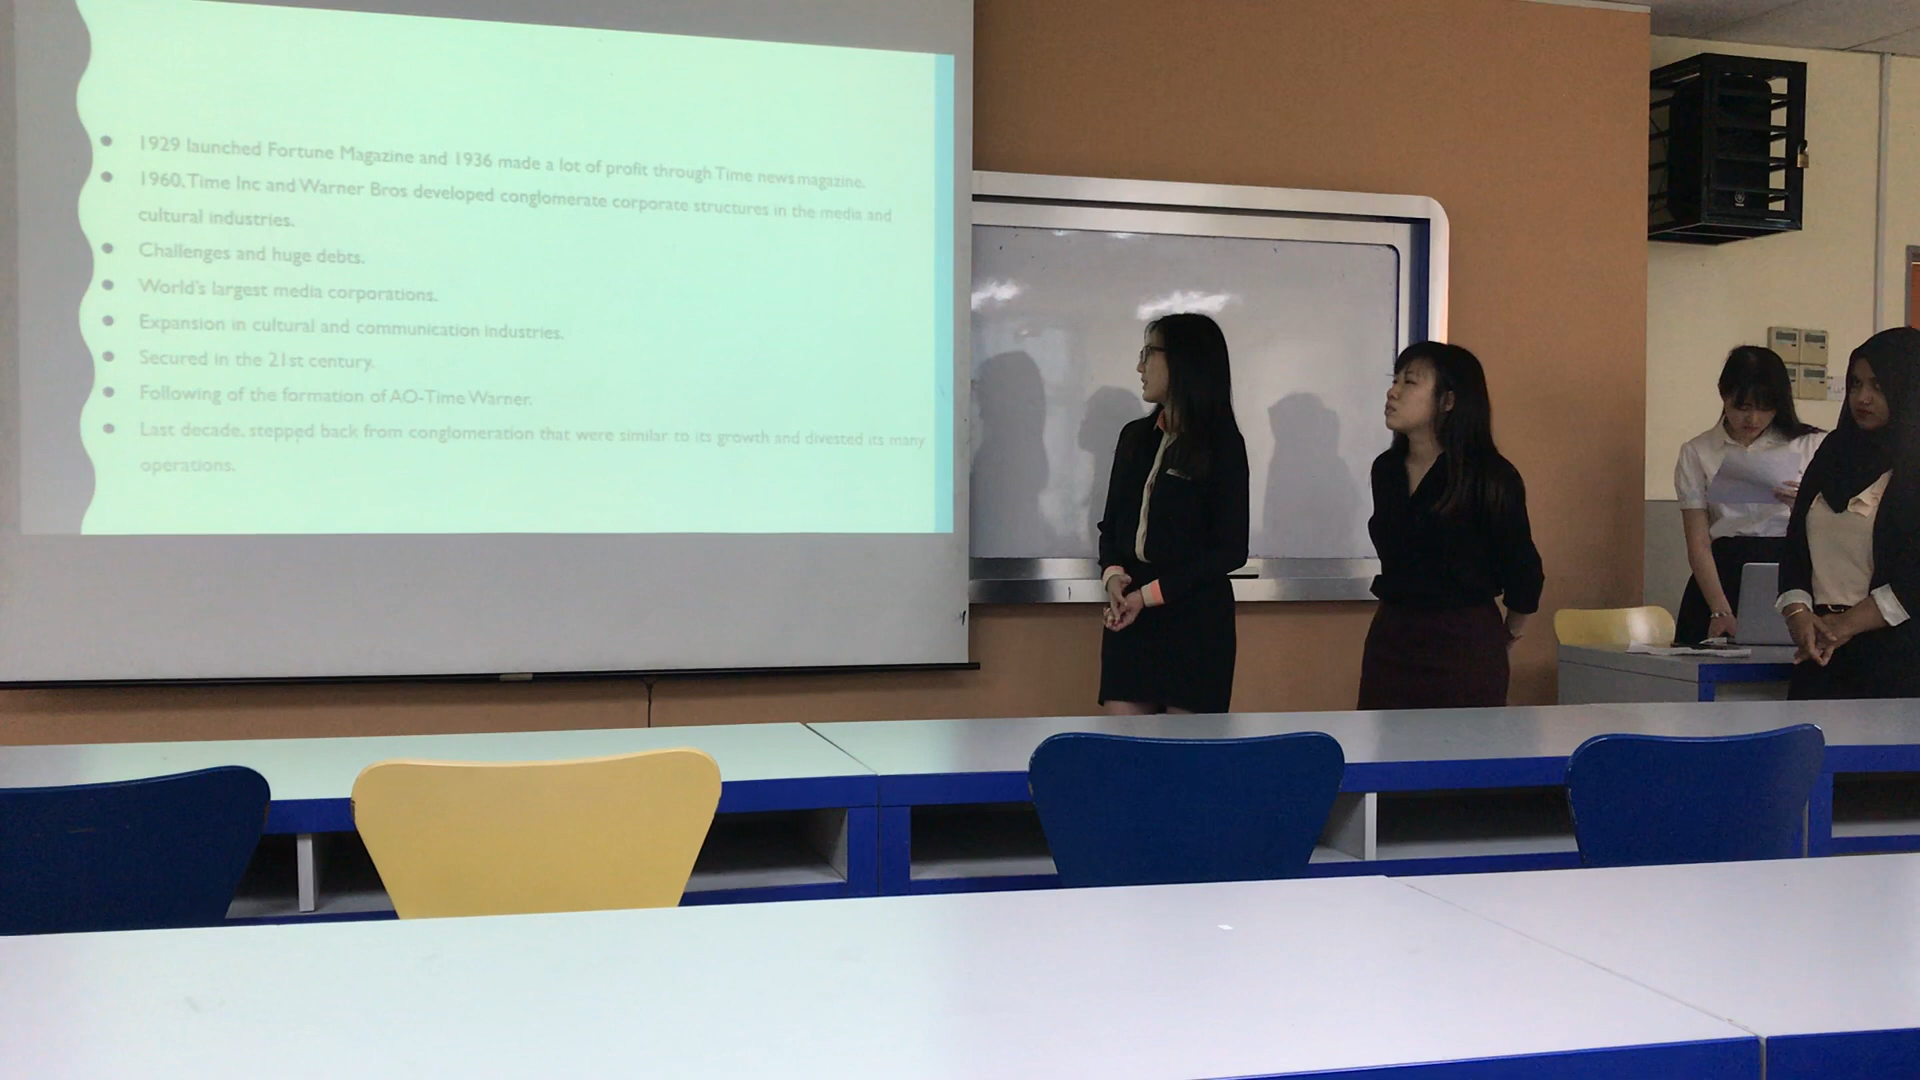 • 1929 launched Fortune Magazine and 1936 made a lot of profit through Time news magazine.
• 1960, Time Inc and Warner Bros developed conglomerate corporate structures in the media and
cultural industries.
• Challenges and huge debts.
• World's largest media corporations.
• Expansion in cultural and communication industries.
• Secured in the 21st century.
• Following of the formation of AO-Time Warner.
• Last decade, stepped back from conglomeration that were similar to its growth and divested its many
operations.